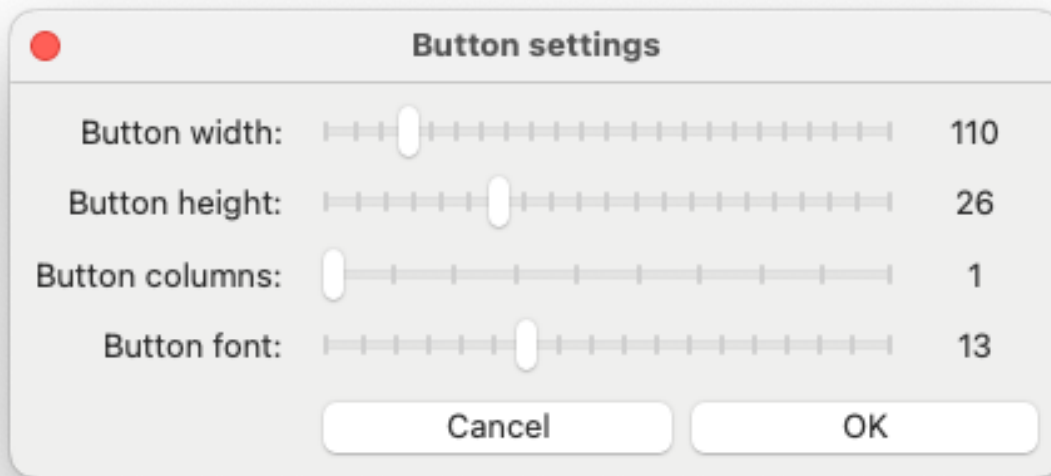 Button settings
Button width: 110
Button height: 26
Button columns: 1
Button font: 13
Cancel OK